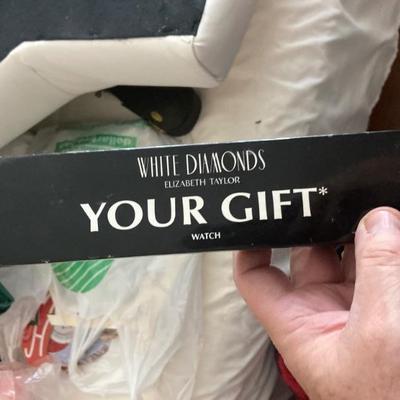 WHITE DIAMONDS
ELIZABETH TAYLOR
YOUR GIFT*
WATCH